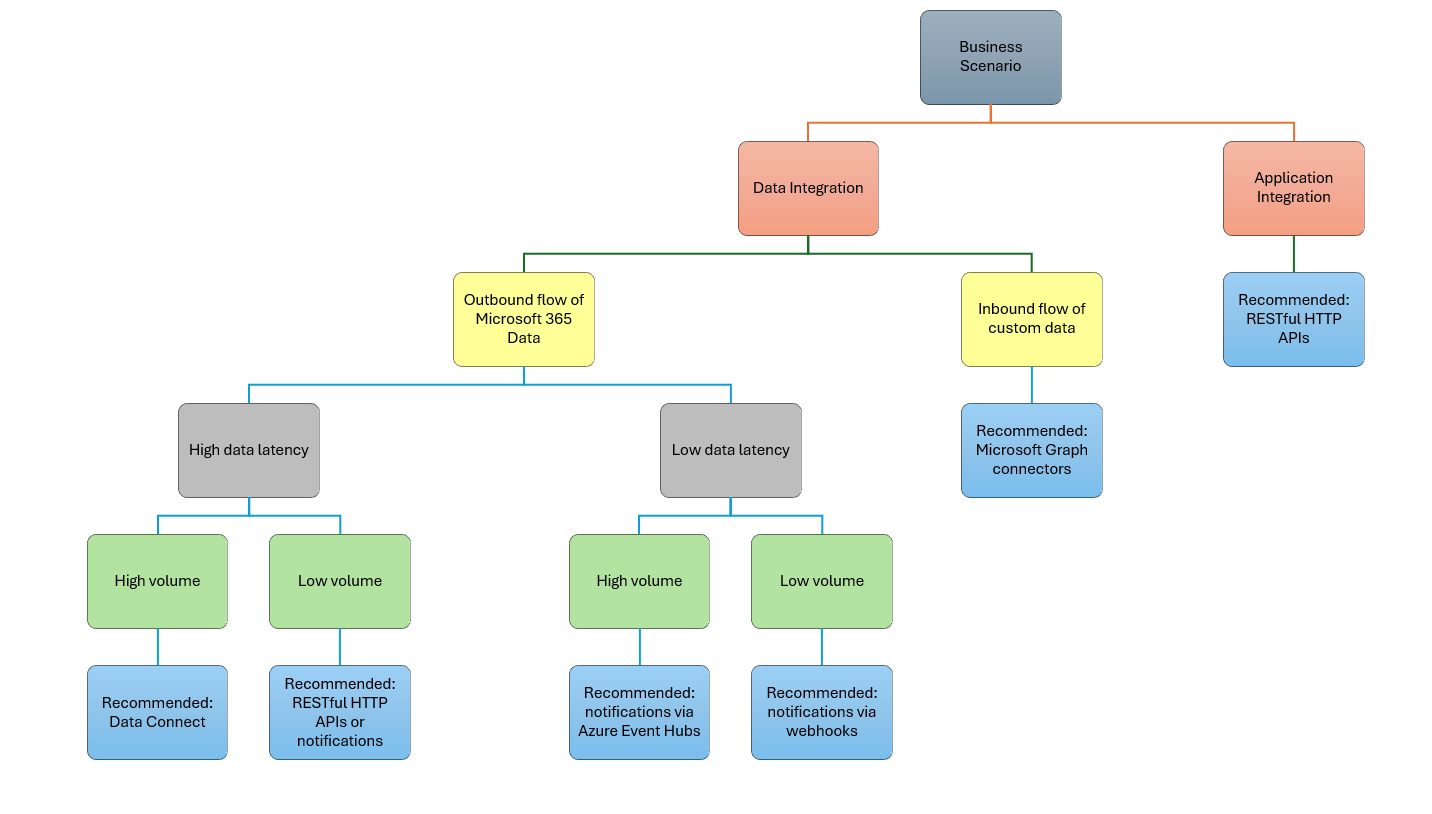 Business
Scenario
Data Integration
Application
Integration
Outbound flow of
Microsoft 365
Data
Inbound flow of
custom data
Recommended:
RESTful HTTP
APIs
High data latency
Low data latency
Recommended:
Microsoft Graph
connectors
High volume
Low volume
High volume
Low volume
Recommended:
Data Connect
Recommended:
RESTful HTTP
APIs or
notifications
Recommended:
notifications via
Azure Event Hubs
Recommended:
notifications via
webhooks